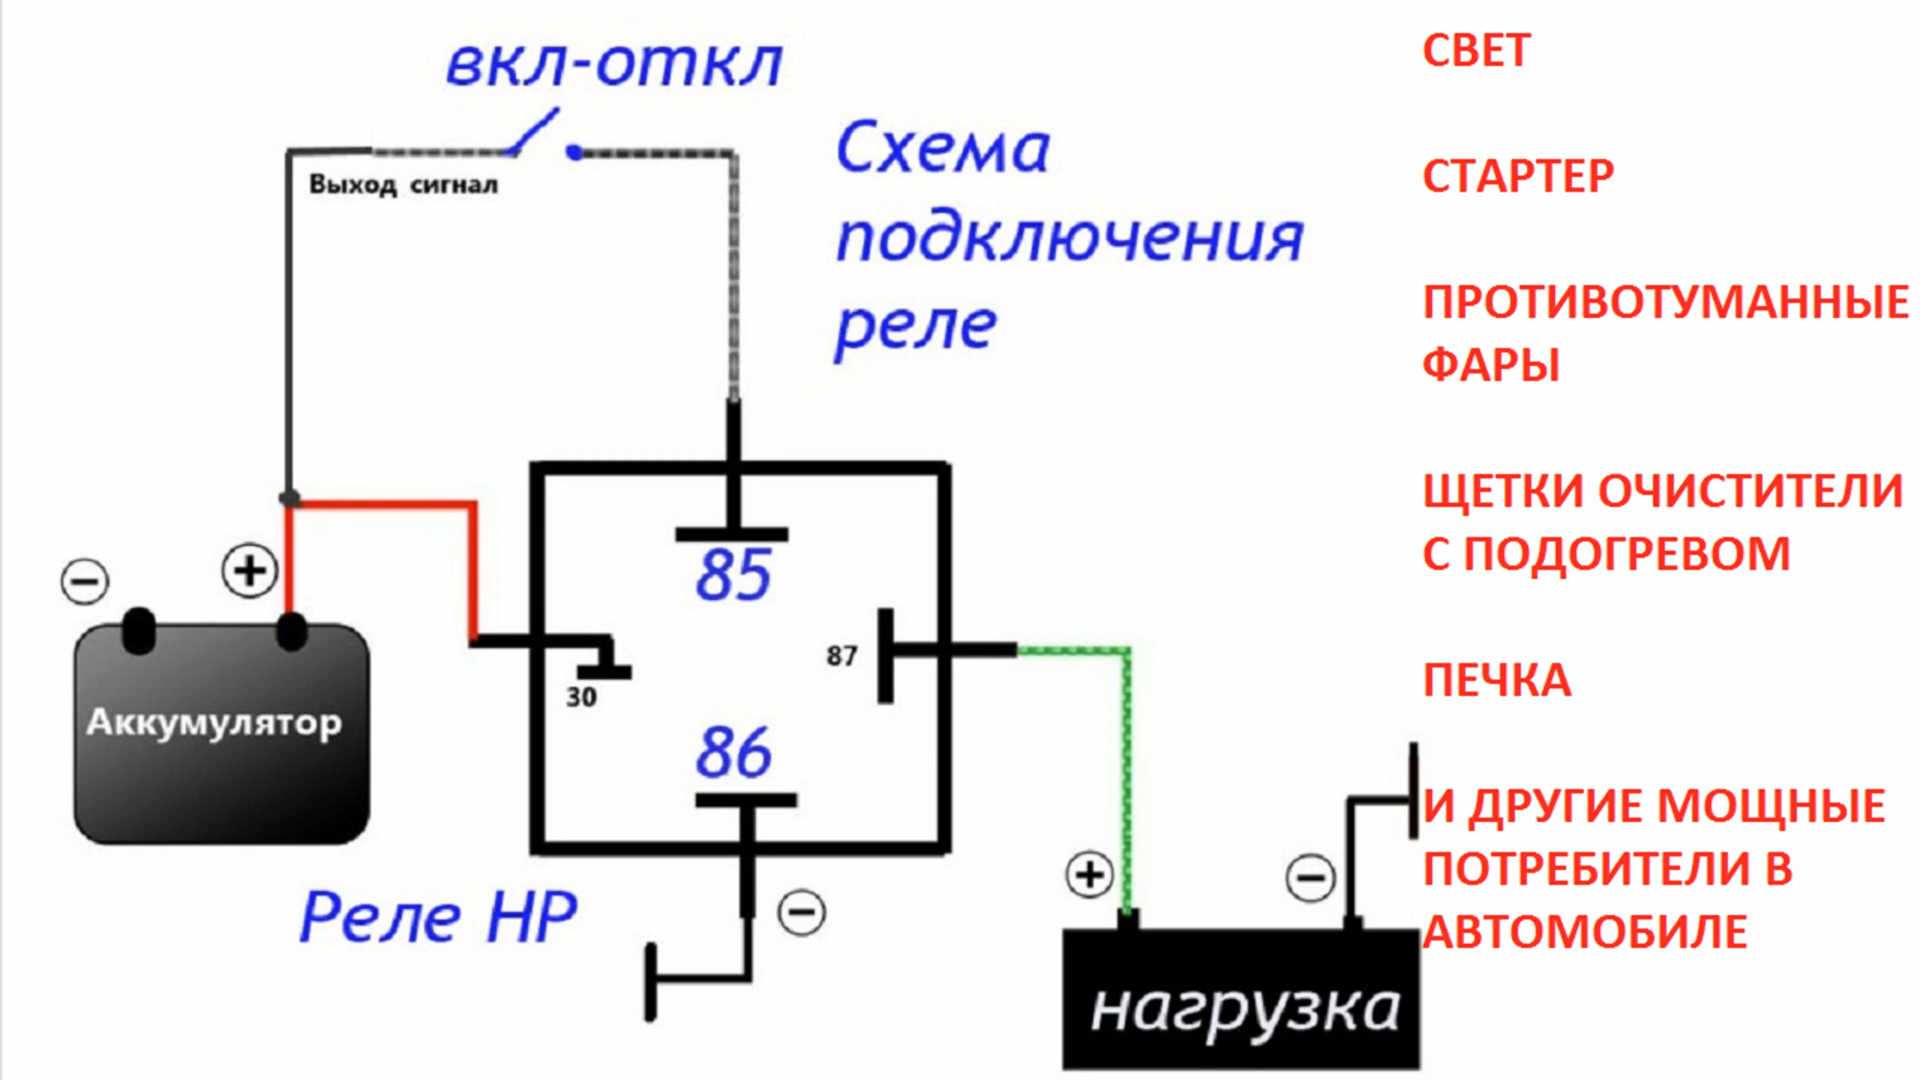 вкл-откл
Выход сигнал
Схема
подключения
реле
85
30
87
86
Аккумулятор
Реле НР
нагрузка
СВЕТ
СТАРТЕР
ПРОТИВОТУМАННЫЕ
ФАРЫ
ЩЕТКИ ОЧИСТИТЕЛИ
С ПОДОГРЕВОМ
ПЕЧКА
И ДРУГИЕ МОЩНЫЕ
ПОТРЕБИТЕЛИ В
АВТОМОБИЛЕ